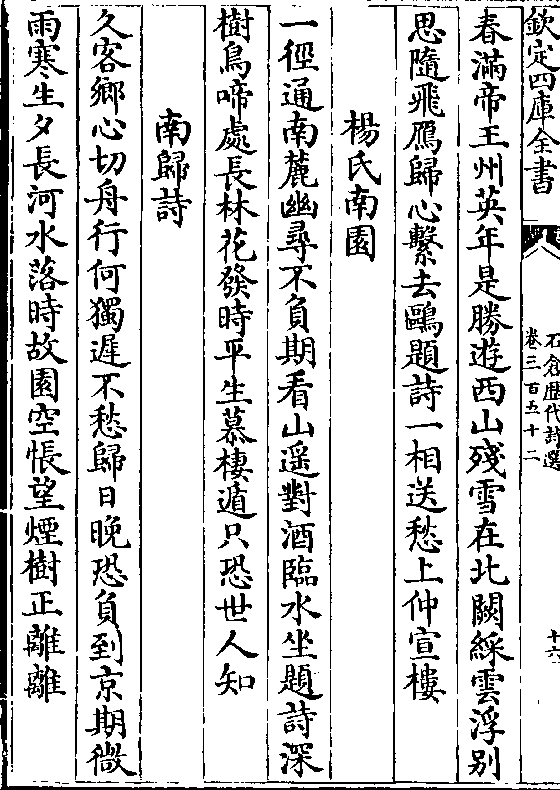 欽定四庫全書
石倉歷代詩選
卷三百五十二
十六
春滿帝王州英年是勝遊西山殘雪在北闕綵雲浮别
思隨飛鴈歸心繫去鷗題詩一相送愁上仲宣樓
楊氏南園
一徑通南麓幽尋不負期看山遥對酒臨水坐題詩深
樹鳥啼處長林花發時平生慕棲遁只恐世人知
南歸詩
久客鄉心切舟行何獨遲不愁歸日晚恐負到京期微
雨寒生夕長河水落時故園空悵望煙樹正離離